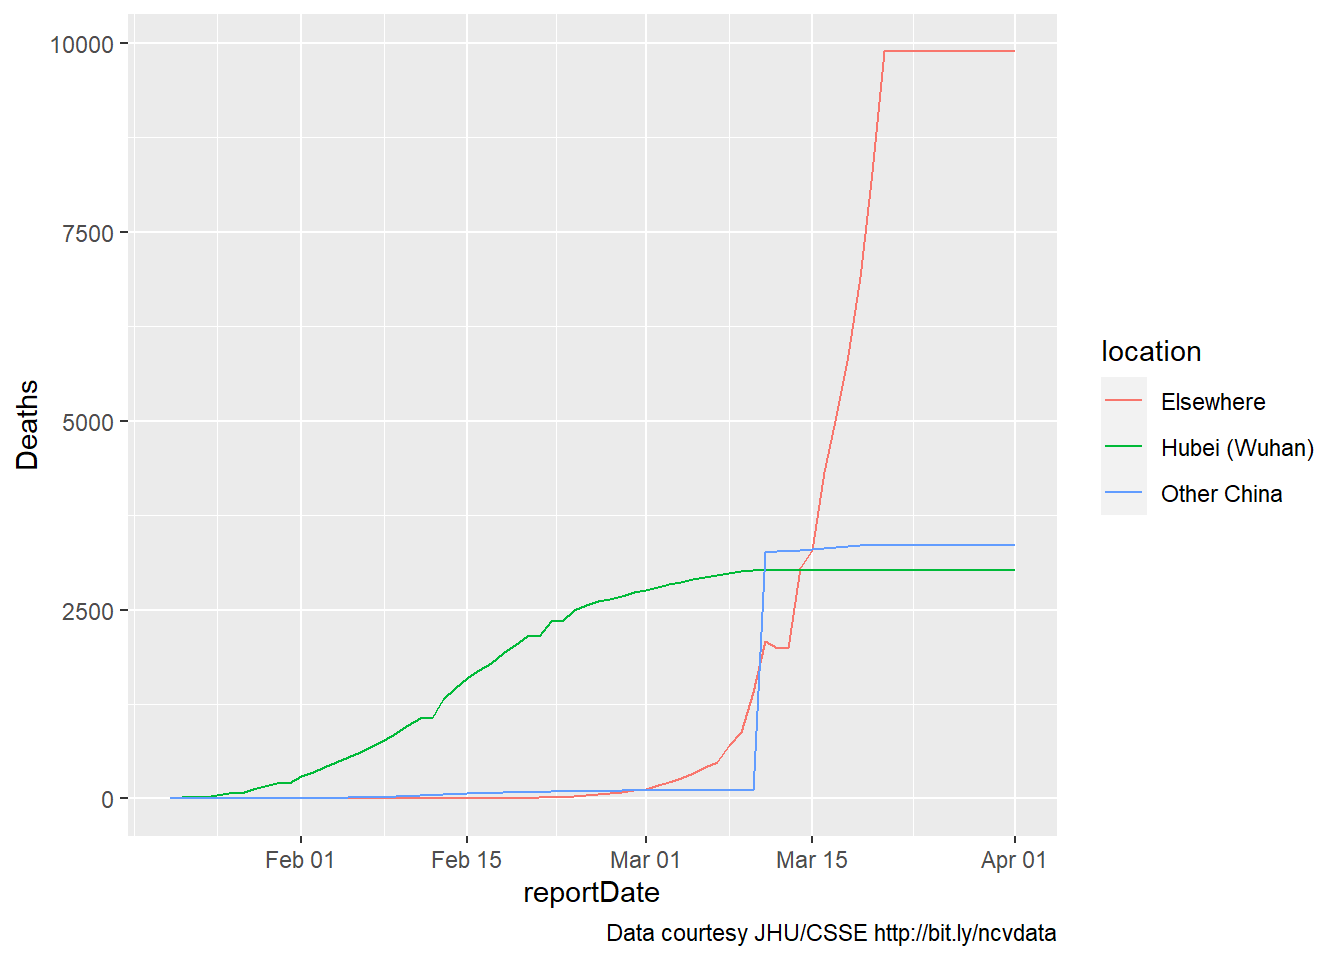 10000
7500
5000
2500
0
Deaths
Feb 01
Feb 15
Mar 01
Mar 15
Apr 01
reportDate
Data courtesy JHU/CSSE http://bit.ly/ncvdata
location
Elsewhere
Hubei (Wuhan)
Other China